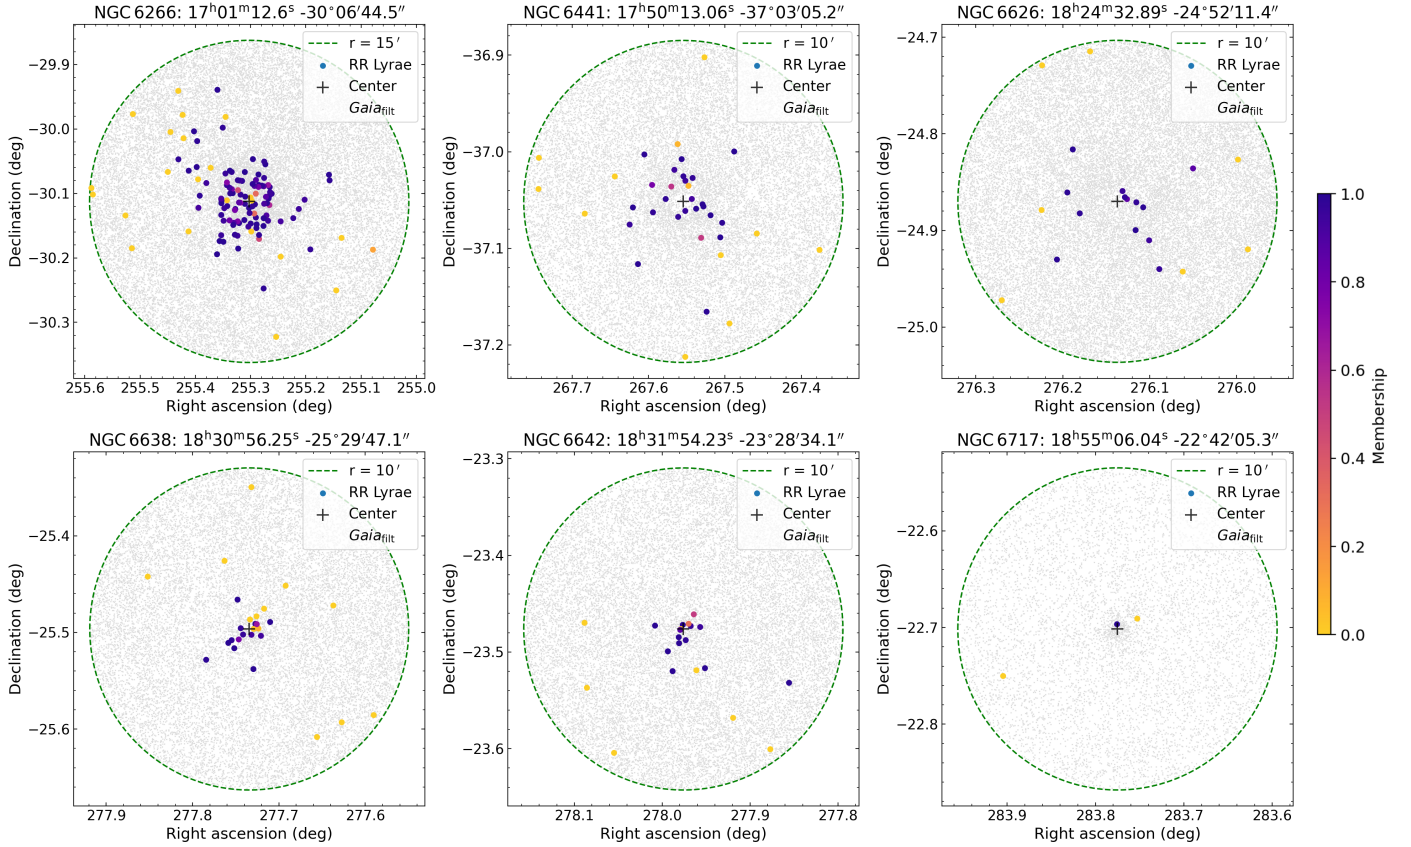 NGC 6266: 17ʰ01ᵐ12.6ˢ -30°06′44.5″
r = 15 ′
RR Lyrae
Center
Gaia_filt
−29.9
−30.0
−30.1
−30.2
−30.3
Declination (deg)
255.6 255.5 255.4 255.3 255.2 255.1 255.0
Right ascension (deg)
NGC 6441: 17ʰ50ᵐ13.06ˢ -37°03′05.2″
r = 10 ′
RR Lyrae
Center
Gaia_filt
−36.9
−37.0
−37.1
−37.2
Declination (deg)
267.7 267.6 267.5 267.4
Right ascension (deg)
NGC 6626: 18ʰ24ᵐ32.89ˢ -24°52′11.4″
r = 10 ′
RR Lyrae
Center
Gaia_filt
−24.7
−24.8
−24.9
−25.0
Declination (deg)
276.3 276.2 276.1 276.0
Right ascension (deg)
NGC 6638: 18ʰ30ᵐ56.25ˢ -25°29′47.1″
r = 10 ′
RR Lyrae
Center
Gaia_filt
−25.4
−25.5
−25.6
Declination (deg)
277.9 277.8 277.7 277.6
Right ascension (deg)
NGC 6642: 18ʰ31ᵐ54.23ˢ -23°28′34.1″
r = 10 ′
RR Lyrae
Center
Gaia_filt
−23.3
−23.4
−23.5
−23.6
Declination (deg)
278.1 278.0 277.9 277.8
Right ascension (deg)
NGC 6717: 18ʰ55ᵐ06.04ˢ -22°42′05.3″
r = 10 ′
RR Lyrae
Center
Gaia_filt
−22.6
−22.7
−22.8
Declination (deg)
283.9 283.8 283.7 283.6
Right ascension (deg)
1.0
0.8
0.6
0.4
0.2
0.0
Membership